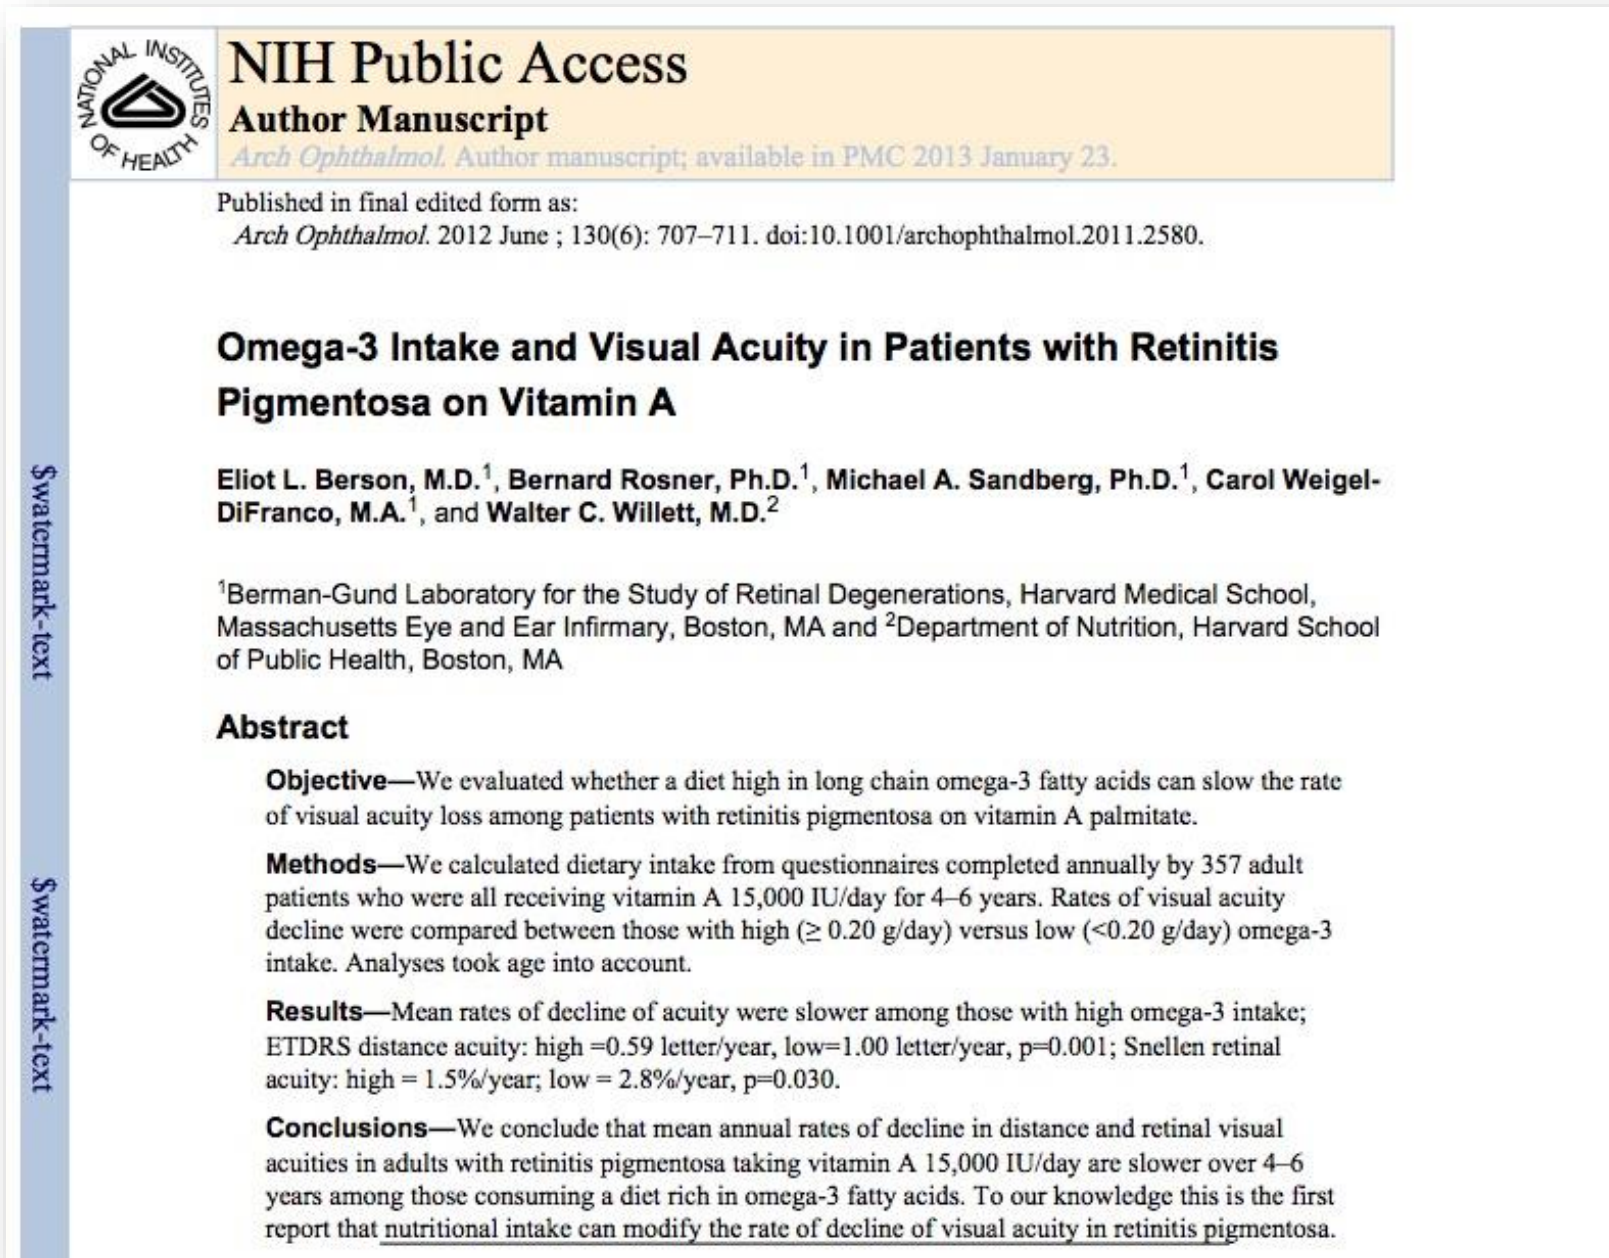 NATIONAL INSTITUTES OF HEALTH
NIH Public Access
Author Manuscript
Arch Ophthalmol. Author manuscript; available in PMC 2013 January 23.
Published in final edited form as:
Arch Ophthalmol. 2012 June ; 130(6): 707–711. doi:10.1001/archophthalmol.2011.2580.
Omega-3 Intake and Visual Acuity in Patients with Retinitis
Pigmentosa on Vitamin A
Eliot L. Berson, M.D.1, Bernard Rosner, Ph.D.1, Michael A. Sandberg, Ph.D.1, Carol Weigel-
DiFranco, M.A.1, and Walter C. Willett, M.D.2
1Berman-Gund Laboratory for the Study of Retinal Degenerations, Harvard Medical School,
Massachusetts Eye and Ear Infirmary, Boston, MA and 2Department of Nutrition, Harvard School
of Public Health, Boston, MA
Abstract
Objective—We evaluated whether a diet high in long chain omega-3 fatty acids can slow the rate
of visual acuity loss among patients with retinitis pigmentosa on vitamin A palmitate.
Methods—We calculated dietary intake from questionnaires completed annually by 357 adult
patients who were all receiving vitamin A 15,000 IU/day for 4–6 years. Rates of visual acuity
decline were compared between those with high (≥ 0.20 g/day) versus low (<0.20 g/day) omega-3
intake. Analyses took age into account.
Results—Mean rates of decline of acuity were slower among those with high omega-3 intake;
ETDRS distance acuity: high =0.59 letter/year, low=1.00 letter/year, p=0.001; Snellen retinal
acuity: high = 1.5%/year; low = 2.8%/year, p=0.030.
Conclusions—We conclude that mean annual rates of decline in distance and retinal visual
acuities in adults with retinitis pigmentosa taking vitamin A 15,000 IU/day are slower over 4–6
years among those consuming a diet rich in omega-3 fatty acids. To our knowledge this is the first
report that nutritional intake can modify the rate of decline of visual acuity in retinitis pigmentosa.
$watermark-text
$watermark-text